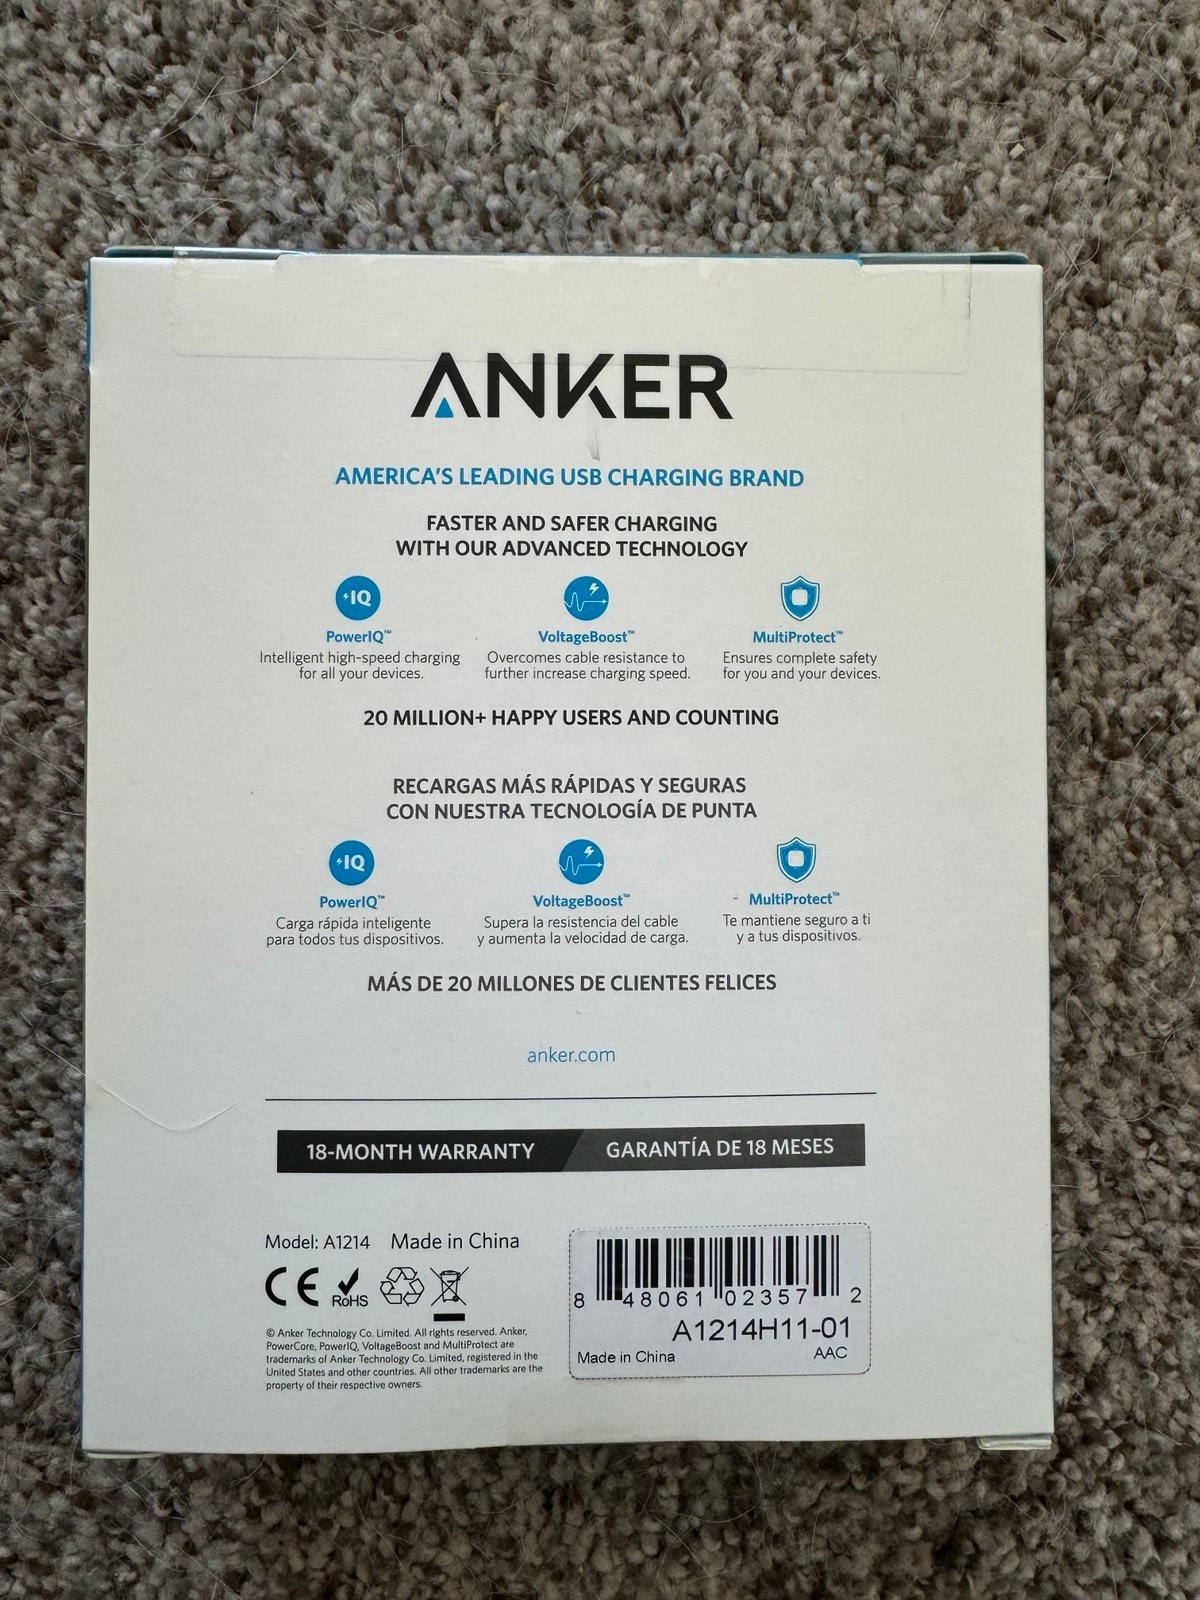 ANKER
AMERICA'S LEADING USB CHARGING BRAND
FASTER AND SAFER CHARGING
WITH OUR ADVANCED TECHNOLOGY
IQ
PowerIQ™
Intelligent high-speed charging
for all your devices.
VoltageBoost™
Overcomes cable resistance to
further increase charging speed.
MultiProtect™
Ensures complete safety
for you and your devices.
20 MILLION+ HAPPY USERS AND COUNTING
RECARGAS MÁS RÁPIDAS Y SEGURAS
CON NUESTRA TECNOLOGÍA DE PUNTA
IQ
PowerIQ™
Carga rápida inteligente
para todos tus dispositivos.
VoltageBoost™
Supera la resistencia del cable
y aumenta la velocidad de carga.
MultiProtect™
Te mantiene seguro a ti
y a tus dispositivos.
MÁS DE 20 MILLONES DE CLIENTES FELICES
anker.com
18-MONTH WARRANTY
GARANTÍA DE 18 MESES
Model: A1214 Made in China
CE RoHS
© Anker Technology Co. Limited. All rights reserved. Anker,
PowerCore, PowerIQ, VoltageBoost and MultiProtect are
trademarks of Anker Technology Co. Limited, registered in the
United States and other countries. All other trademarks are the
property of their respective owners.
8 48061 02357 2
A1214H11-01
Made in China AAC